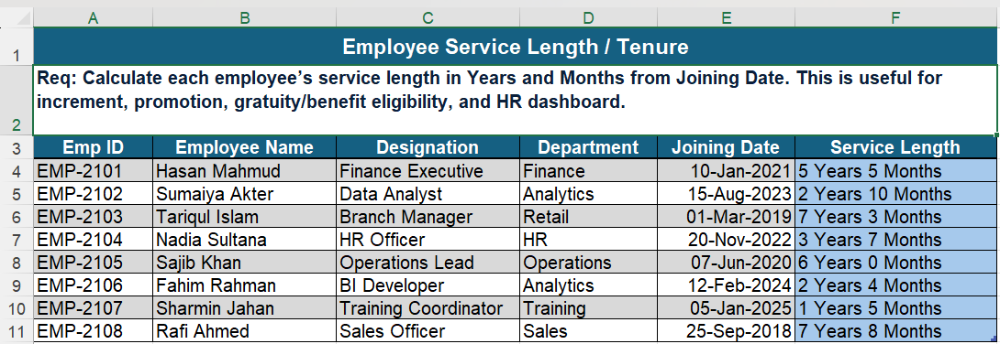 A B C D E F
1 Employee Service Length / Tenure
Req: Calculate each employee’s service length in Years and Months from Joining Date. This is useful for
2 increment, promotion, gratuity/benefit eligibility, and HR dashboard.
3 Emp ID Employee Name Designation Department Joining Date Service Length
4 EMP-2101 Hasan Mahmud Finance Executive Finance 10-Jan-2021 5 Years 5 Months
5 EMP-2102 Sumaiya Akter Data Analyst Analytics 15-Aug-2023 2 Years 10 Months
6 EMP-2103 Tariqul Islam Branch Manager Retail 01-Mar-2019 7 Years 3 Months
7 EMP-2104 Nadia Sultana HR Officer HR 20-Nov-2022 3 Years 7 Months
8 EMP-2105 Sajib Khan Operations Lead Operations 07-Jun-2020 6 Years 0 Months
9 EMP-2106 Fahim Rahman BI Developer Analytics 12-Feb-2024 2 Years 4 Months
10 EMP-2107 Sharmin Jahan Training Coordinator Training 05-Jan-2025 1 Years 5 Months
11 EMP-2108 Rafi Ahmed Sales Officer Sales 25-Sep-2018 7 Years 8 Months